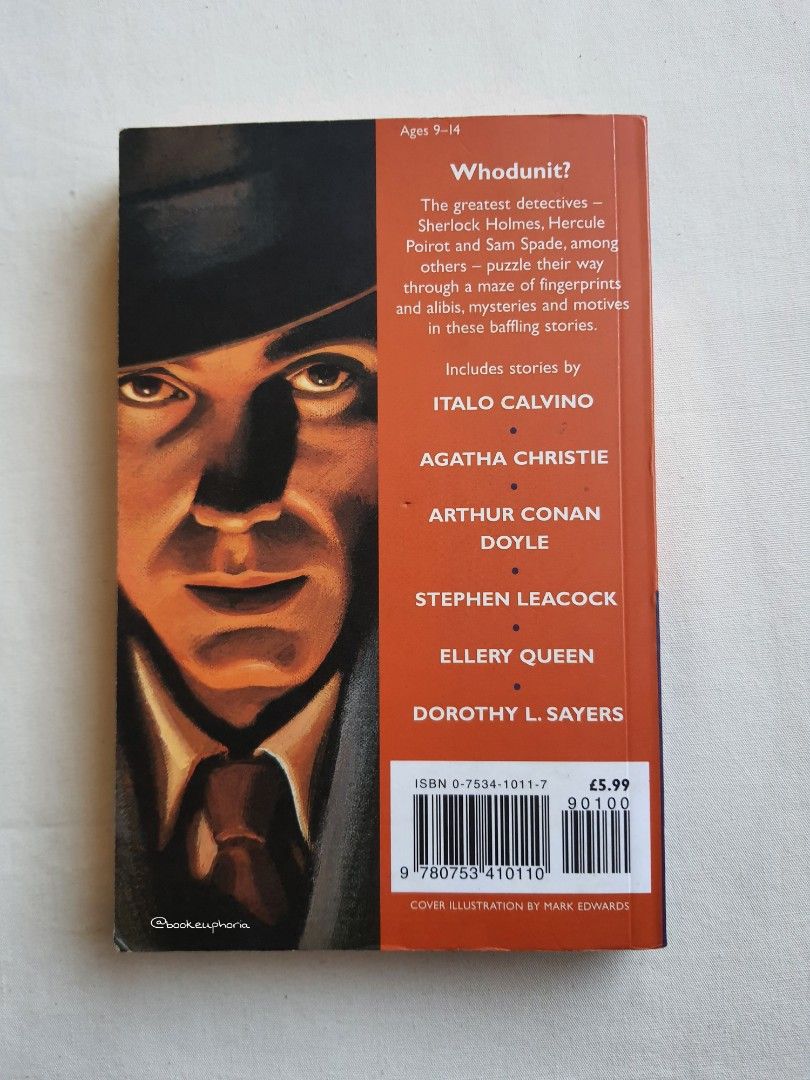 Ages 9–14
Whodunit?
The greatest detectives –
Sherlock Holmes, Hercule
Poirot and Sam Spade, among
others – puzzle their way
through a maze of fingerprints
and alibis, mysteries and motives
in these baffling stories.
Includes stories by
ITALO CALVINO
•
AGATHA CHRISTIE
•
ARTHUR CONAN
DOYLE
•
STEPHEN LEACOCK
•
ELLERY QUEEN
•
DOROTHY L. SAYERS
ISBN 0-7534-1011-7
£5.99
90100
9 780753 410110
COVER ILLUSTRATION BY MARK EDWARDS
@bookeuphoria